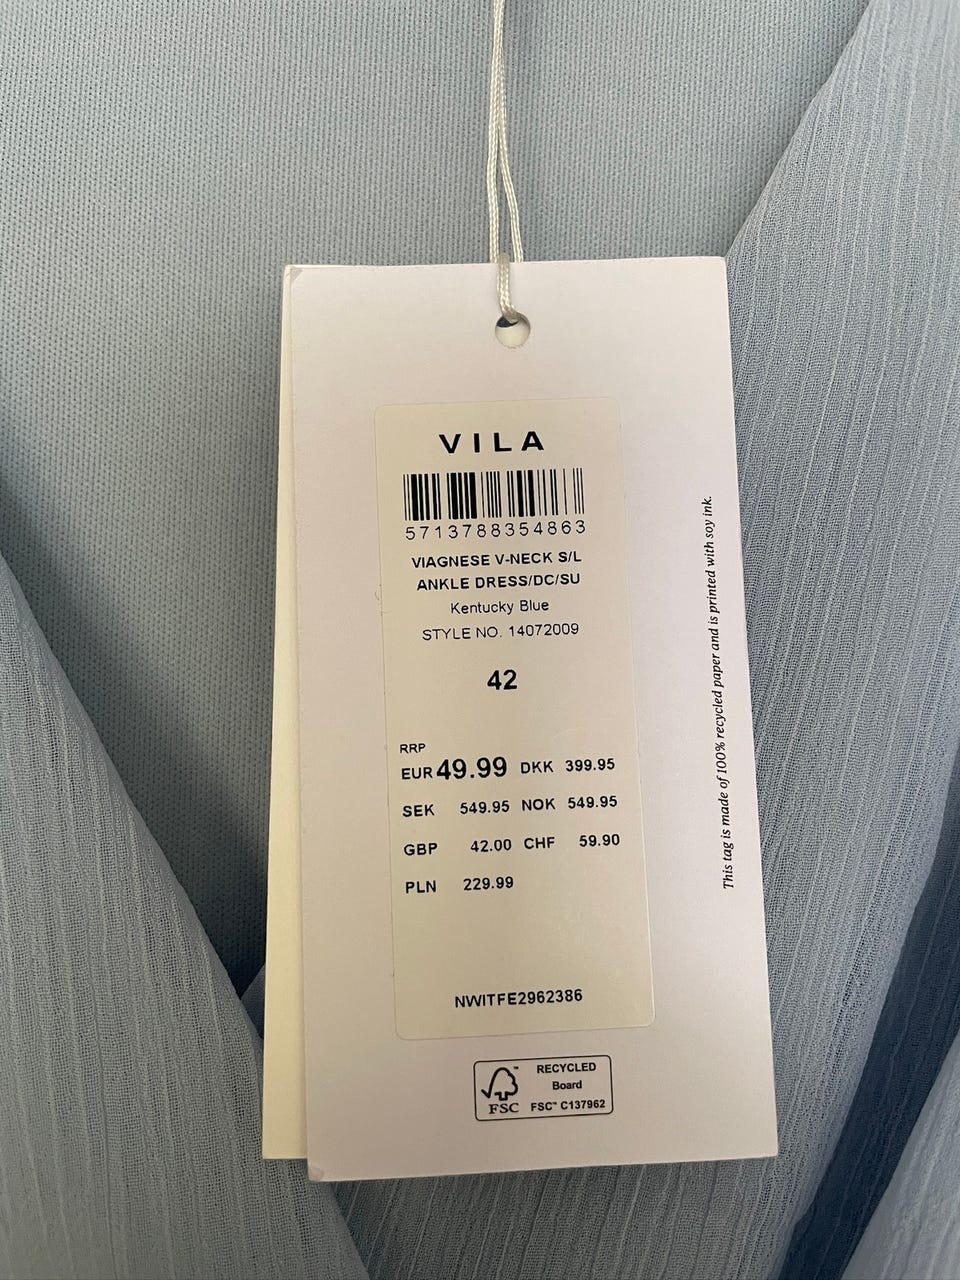 VILA
5713788354863
VIAGNESE V-NECK S/L
ANKLE DRESS/DC/SU
Kentucky Blue
STYLE NO. 14072009
42
RRP
EUR 49.99 DKK 399.95
SEK 549.95 NOK 549.95
GBP 42.00 CHF 59.90
PLN 229.99
NWITFE2962386
FSC™
RECYCLED
Board
FSC™ C137962
This tag is made of 100% recycled paper and is printed with soy ink.